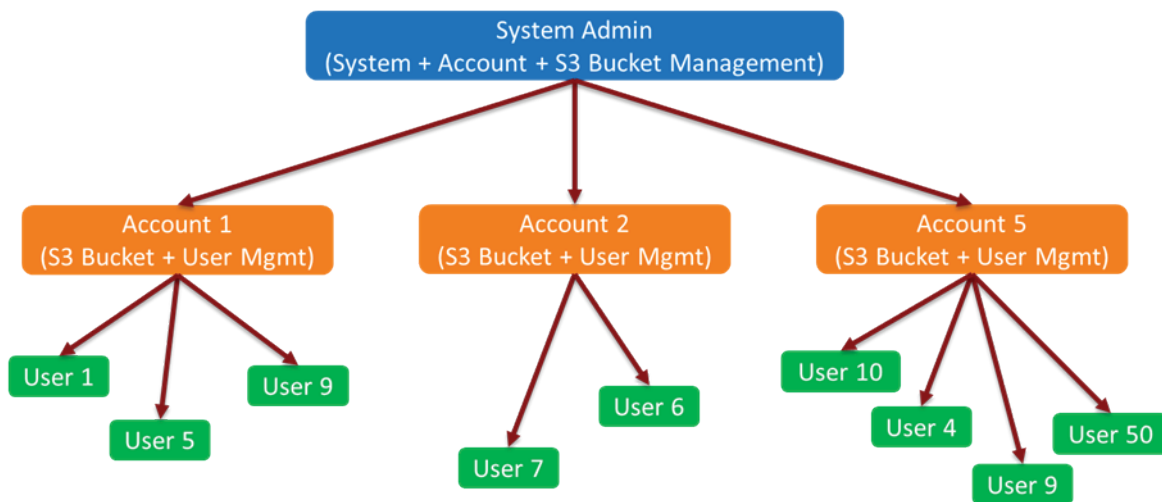 System Admin
(System + Account + S3 Bucket Management)
Account 1
(S3 Bucket + User Mgmt)
Account 2
(S3 Bucket + User Mgmt)
Account 5
(S3 Bucket + User Mgmt)
User 1
User 5
User 9
User 7
User 6
User 10
User 4
User 9
User 50